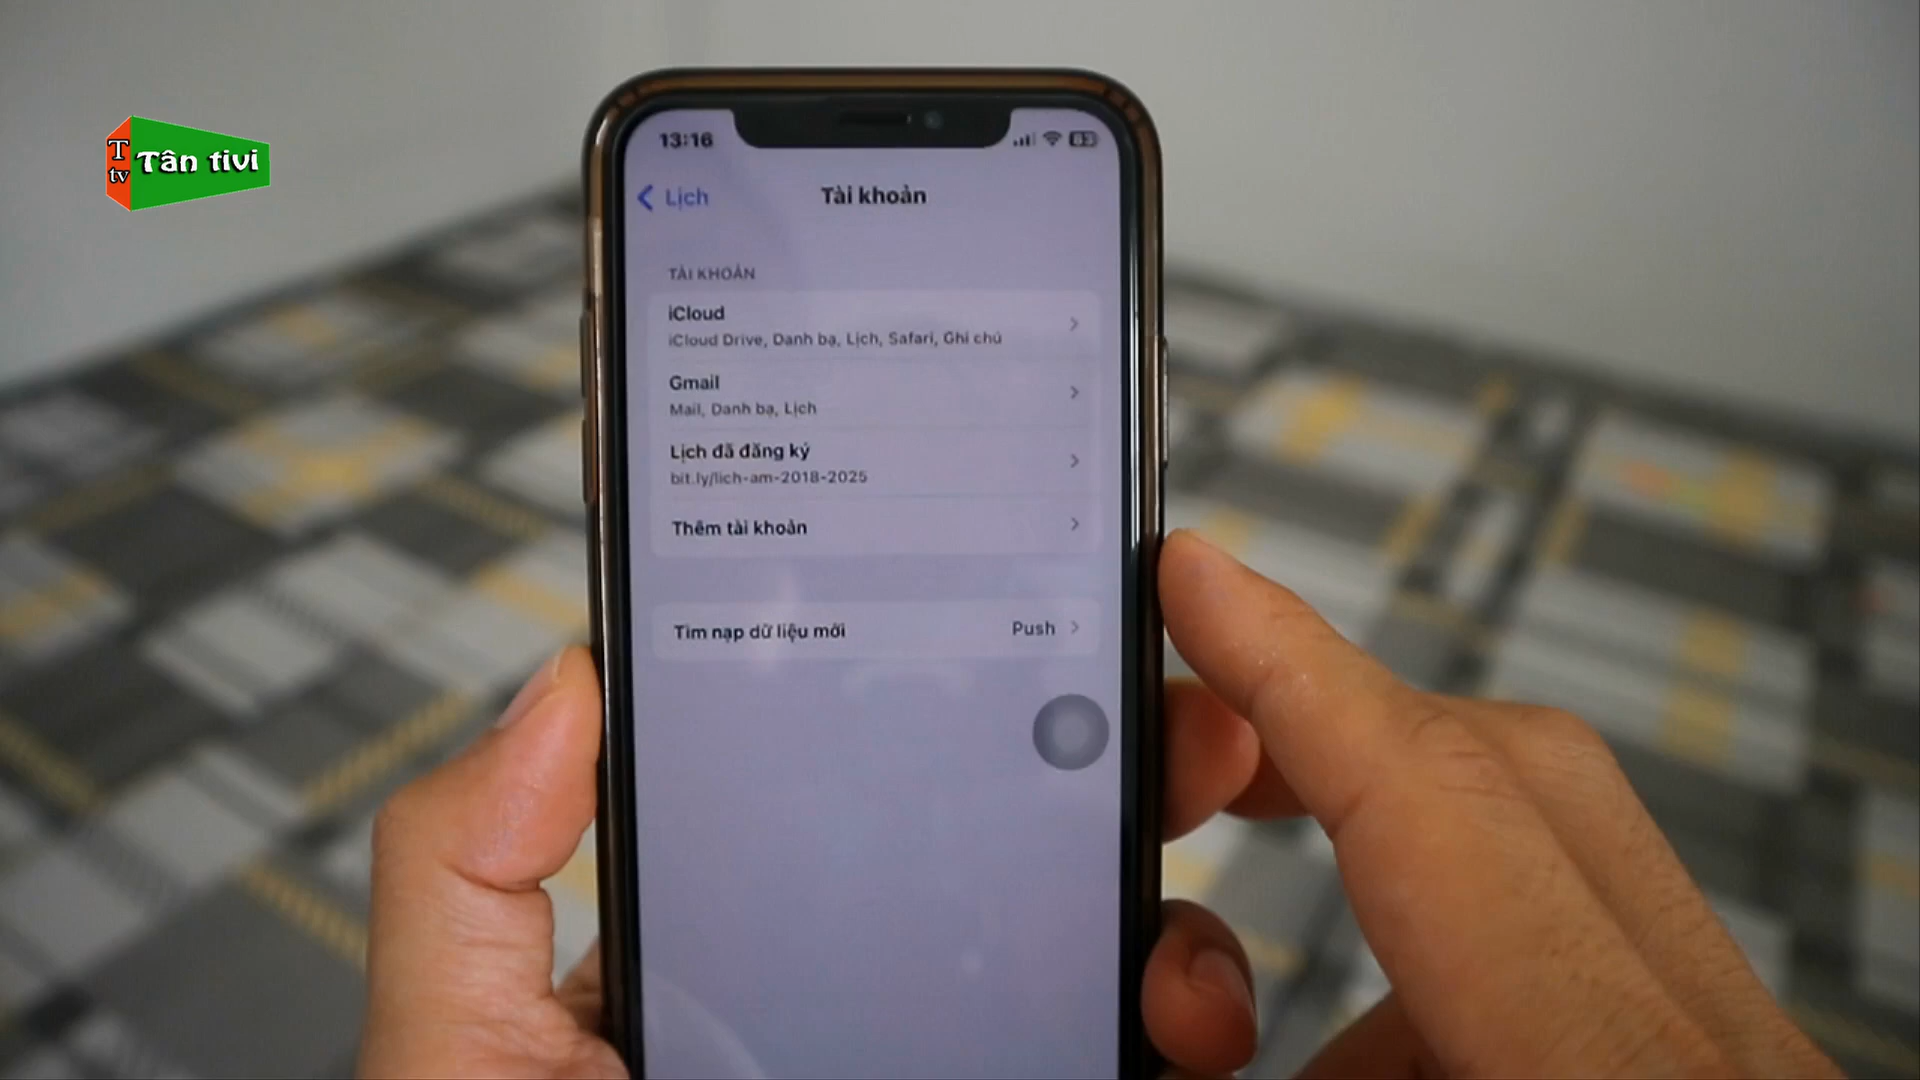 T
tv
Tân tivi
13:16
83
Lịch
Tài khoản
TÀI KHOẢN
iCloud
iCloud Drive, Danh bạ, Lịch, Safari, Ghi chú
Gmail
Mail, Danh bạ, Lịch
Lịch đã đăng ký
bit.ly/lich-am-2018-2025
Thêm tài khoản
Tìm nạp dữ liệu mới
Push